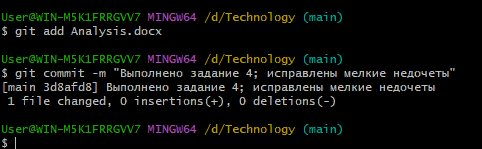 User@WIN-M5K1FRRGVV7 MINGW64 /d/Technology (main)
$ git add Analysis.docx
User@WIN-M5K1FRRGVV7 MINGW64 /d/Technology (main)
$ git commit -m "Выполнено задание 4; исправлены мелкие недочеты"
[main 3d8afd8] Выполнено задание 4; исправлены мелкие недочеты
1 file changed, 0 insertions(+), 0 deletions(-)
User@WIN-M5K1FRRGVV7 MINGW64 /d/Technology (main)
$